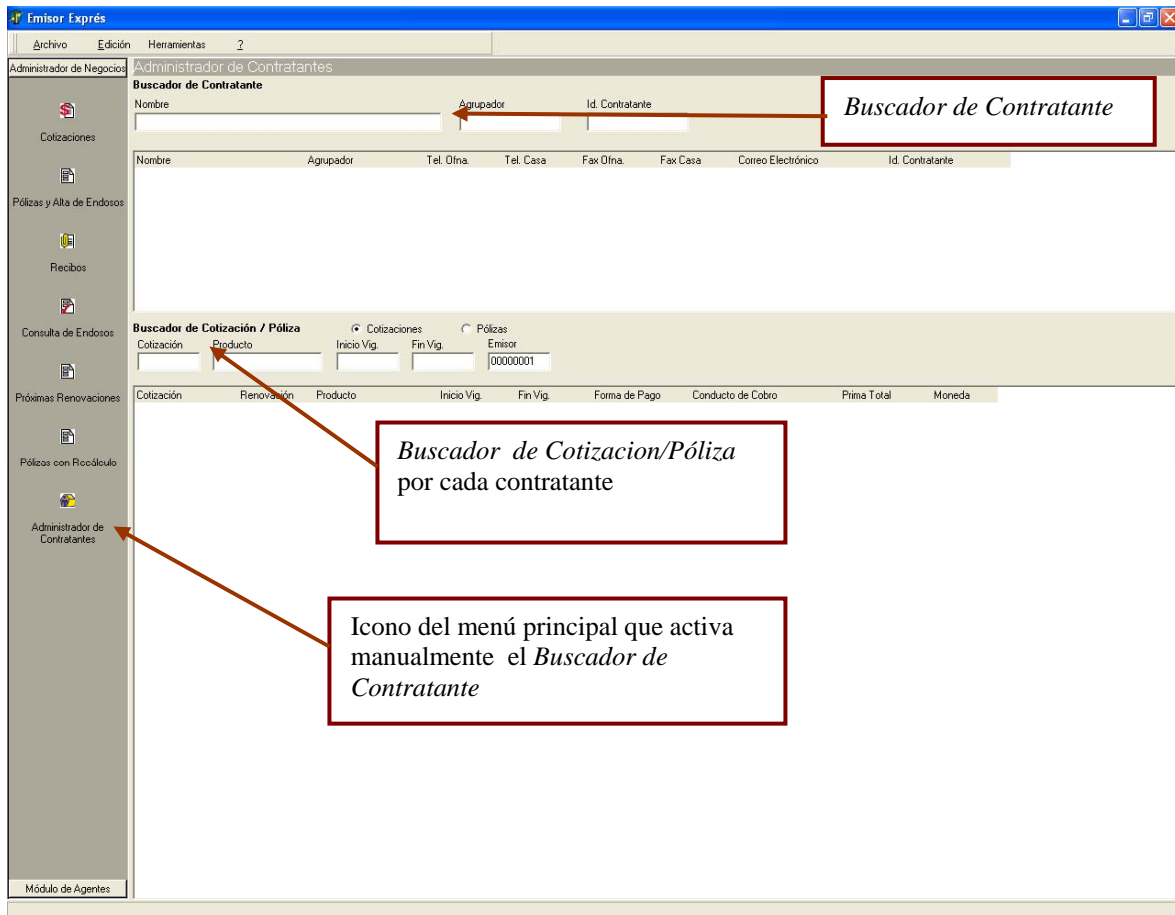 Emisor Exprés
Archivo Edición Herramientas ?
Administrador de Negocios
Administrador de Contratantes
Buscador de Contratante
Nombre Agrupador Id. Contratante
Buscador de Contratante
Cotizaciones
Nombre Agrupador Tel. Ofna. Tel. Casa Fax Ofna. Fax Casa Correo Electrónico Id. Contratante
Pólizas y Alta de Endosos
Recibos
Consulta de Endosos
Buscador de Cotización / Póliza Cotizaciones Pólizas
Cotización Producto Inicio Vig. Fin Vig. Emisor
00000001
Próximas Renovaciones
Cotización Renovación Producto Inicio Vig. Fin Vig. Forma de Pago Conducto de Cobro Prima Total Moneda
Buscador de Cotizacion/Póliza
por cada contratante
Pólizas con Recálculo
Administrador de
Contratantes
Icono del menú principal que activa
manualmente el Buscador de
Contratante
Módulo de Agentes